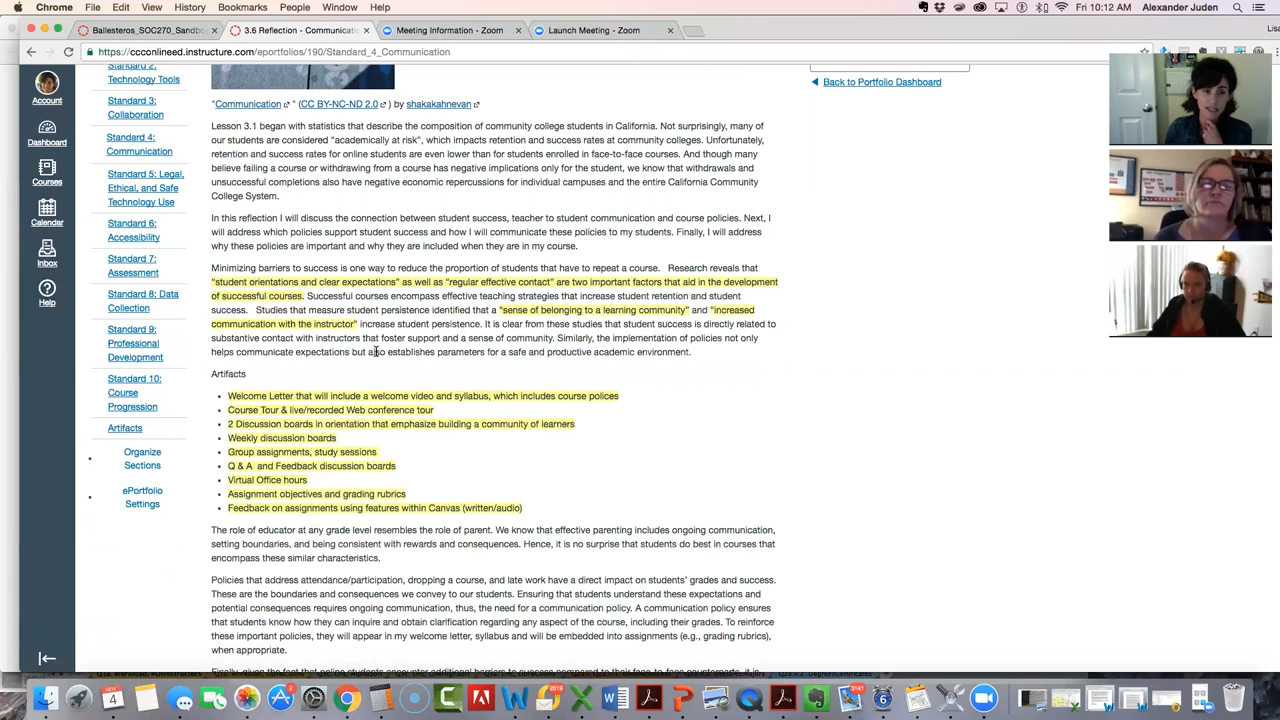 Chrome File Edit View History Bookmarks People Window Help
Fri 10:12 AM Alexander Juden
Ballesteros_SOC270_Sandbo
3.6 Reflection - Communicatio
Meeting Information - Zoom
Launch Meeting - Zoom
Lisa
https://ccconlineed.instructure.com/eportfolios/190/Standard_4_Communication
Account
Dashboard
Courses
Calendar
Inbox
Help
Standard 2:
Technology Tools
Standard 3:
Collaboration
Standard 4:
Communication
Standard 5: Legal,
Ethical, and Safe
Technology Use
Standard 6:
Accessibility
Standard 7:
Assessment
Standard 8: Data
Collection
Standard 9:
Professional
Development
Standard 10:
Course
Progression
Artifacts
Organize
Sections
ePortfolio
Settings
Back to Portfolio Dashboard
"Communication" (CC BY-NC-ND 2.0) by shakakahnevan
Lesson 3.1 began with statistics that describe the composition of community college students in California. Not surprisingly, many of
our students are considered "academically at risk", which impacts retention and success rates at community colleges. Unfortunately,
retention and success rates for online students are even lower than for students enrolled in face-to-face courses. And though many
believe failing a course or withdrawing from a course has negative implications only for the student, we know that withdrawals and
unsuccessful completions also have negative economic repercussions for individual campuses and the entire California Community
College System.
In this reflection I will discuss the connection between student success, teacher to student communication and course policies. Next, I
will address which policies support student success and how I will communicate these policies to my students. Finally, I will address
why these policies are important and why they are included when they are in my course.
Minimizing barriers to success is one way to reduce the proportion of students that have to repeat a course. Research reveals that
"student orientations and clear expectations" as well as "regular effective contact" are two important factors that aid in the development
of successful courses. Successful courses encompass effective teaching strategies that increase student retention and student
success. Studies that measure student persistence identified that a "sense of belonging to a learning community" and "increased
communication with the instructor" increase student persistence. It is clear from these studies that student success is directly related to
substantive contact with instructors that foster support and a sense of community. Similarly, the implementation of policies not only
helps communicate expectations but also establishes parameters for a safe and productive academic environment.
Artifacts
Welcome Letter that will include a welcome video and syllabus, which includes course polices
Course Tour & live/recorded Web conference tour
2 Discussion boards in orientation that emphasize building a community of learners
Weekly discussion boards
Group assignments, study sessions
Q & A and Feedback discussion boards
Virtual Office hours
Assignment objectives and grading rubrics
Feedback on assignments using features within Canvas (written/audio)
The role of educator at any grade level resembles the role of parent. We know that effective parenting includes ongoing communication,
setting boundaries, and being consistent with rewards and consequences. Hence, it is no surprise that students do best in courses that
encompass these similar characteristics.
Policies that address attendance/participation, dropping a course, and late work have a direct impact on students' grades and success.
These are the boundaries and consequences we convey to our students. Ensuring that students understand these expectations and
potential consequences requires ongoing communication, thus, the need for a communication policy. A communication policy ensures
that students know how they can inquire and obtain clarification regarding any aspect of the course, including their grades. To reinforce
these important policies, they will appear in my welcome letter, syllabus and will be embedded into assignments (e.g., grading rubrics),
when appropriate.
Finally, given the fact that online students encounter additional barriers to success compared to their face-to-face counterparts, it is